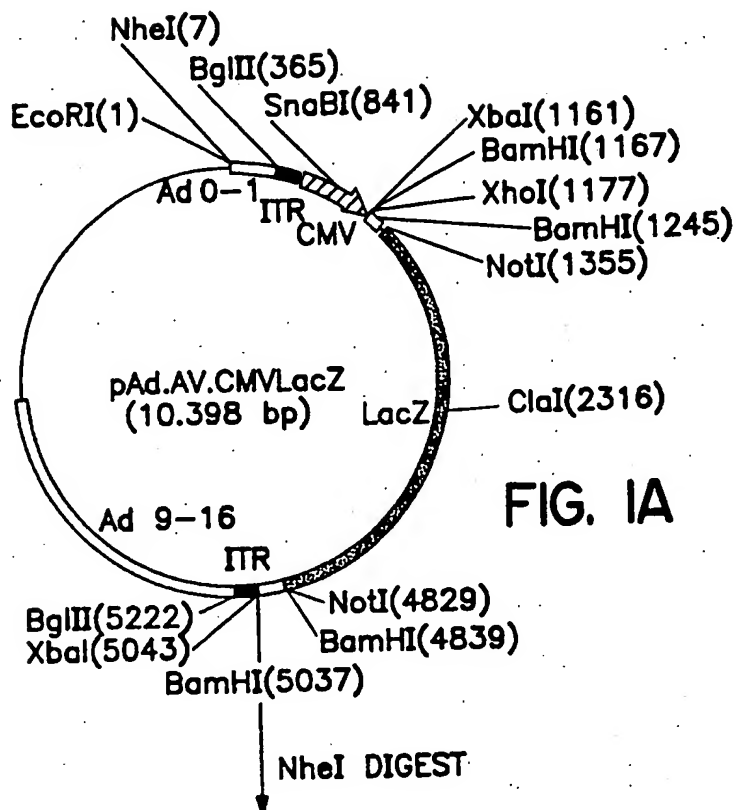 NheI(7)
BglII(365)
SnaBI(841)
EcoRI(1)
XbaI(1161)
BamHI(1167)
XhoI(1177)
BamHI(1245)
NotI(1355)
Ad 0-1
ITR
CMV
pAd.AV.CMVLacZ
(10.398 bp)
LacZ
ClaI(2316)
FIG. 1A
Ad 9-16
ITR
NotI(4829)
BglII(5222)
BamHI(4839)
XbaI(5043)
BamHI(5037)
NheI DIGEST